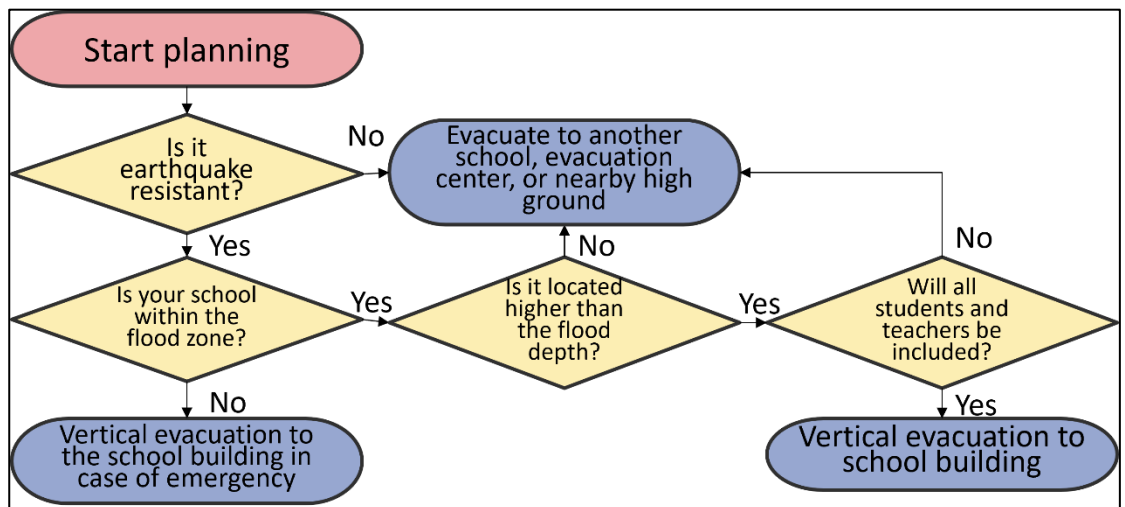 Start planning
Is it
earthquake
resistant?
No
Evacuate to another
school, evacuation
center, or nearby high
ground
Yes
No
No
Is your school
within the
flood zone?
Yes
Is it located
higher than
the flood
depth?
Yes
Will all
students and
teachers be
included?
No
Yes
Vertical evacuation to
the school building in
case of emergency
Vertical evacuation to
school building